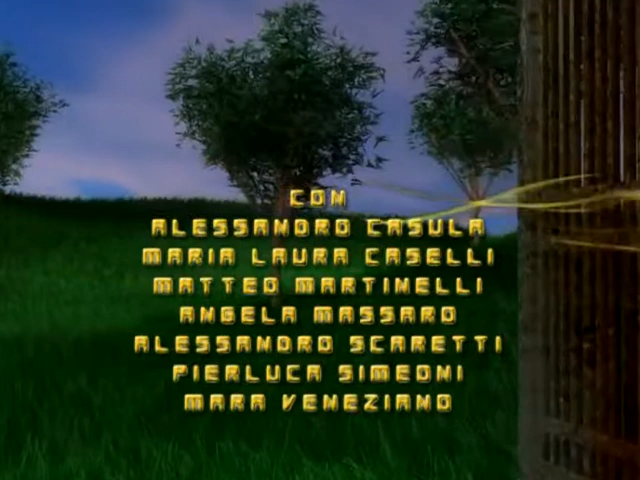 CON
ALESSANDRO CASULA
MARIA LAURA CASELLI
MATTEO MARTINELLI
ANGELA MASSARO
ALESSANDRO SCARETTI
PIERLUCA SIMEONI
MARA VENEZIANO